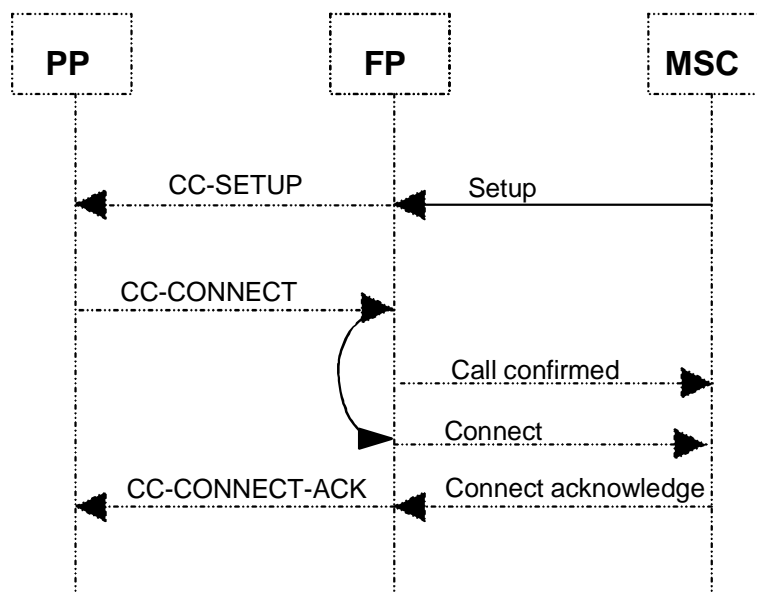 PP
FP
MSC
CC-SETUP
Setup
CC-CONNECT
Call confirmed
Connect
CC-CONNECT-ACK
Connect acknowledge